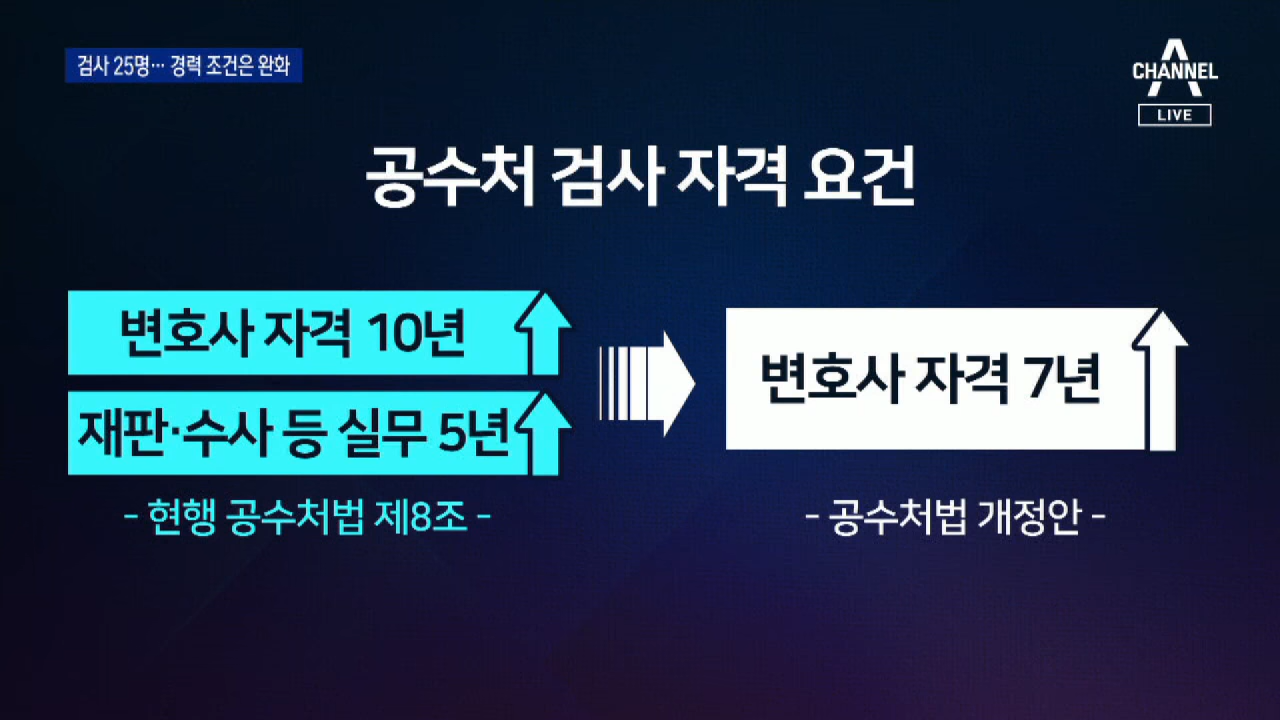 검사 25명… 경력 조건은 완화
CHANNEL A
LIVE
공수처 검사 자격 요건
변호사 자격 10년
재판·수사 등 실무 5년
- 현행 공수처법 제8조 -
변호사 자격 7년
- 공수처법 개정안 -